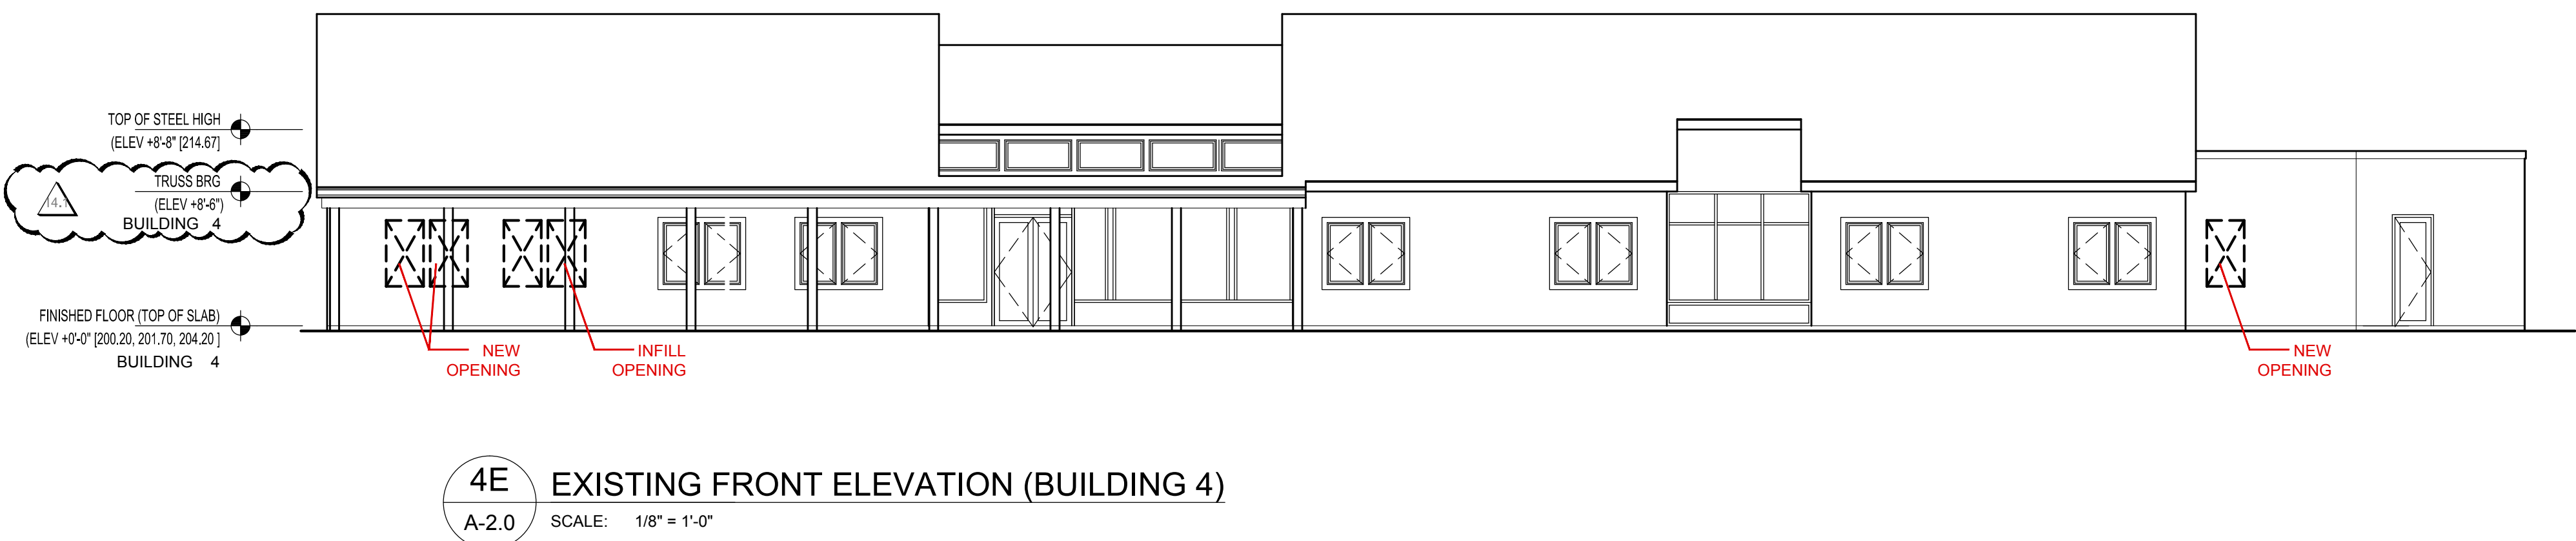 TOP OF STEEL HIGH
(ELEV +8'-8" [214.67]
14.1
TRUSS BRG
(ELEV +8'-6")
BUILDING 4
FINISHED FLOOR (TOP OF SLAB)
(ELEV +0'-0" [200.20, 201.70, 204.20 ]
BUILDING 4
NEW
OPENING
INFILL
OPENING
NEW
OPENING
4E
A-2.0
EXISTING FRONT ELEVATION (BUILDING 4)
SCALE: 1/8" = 1'-0"